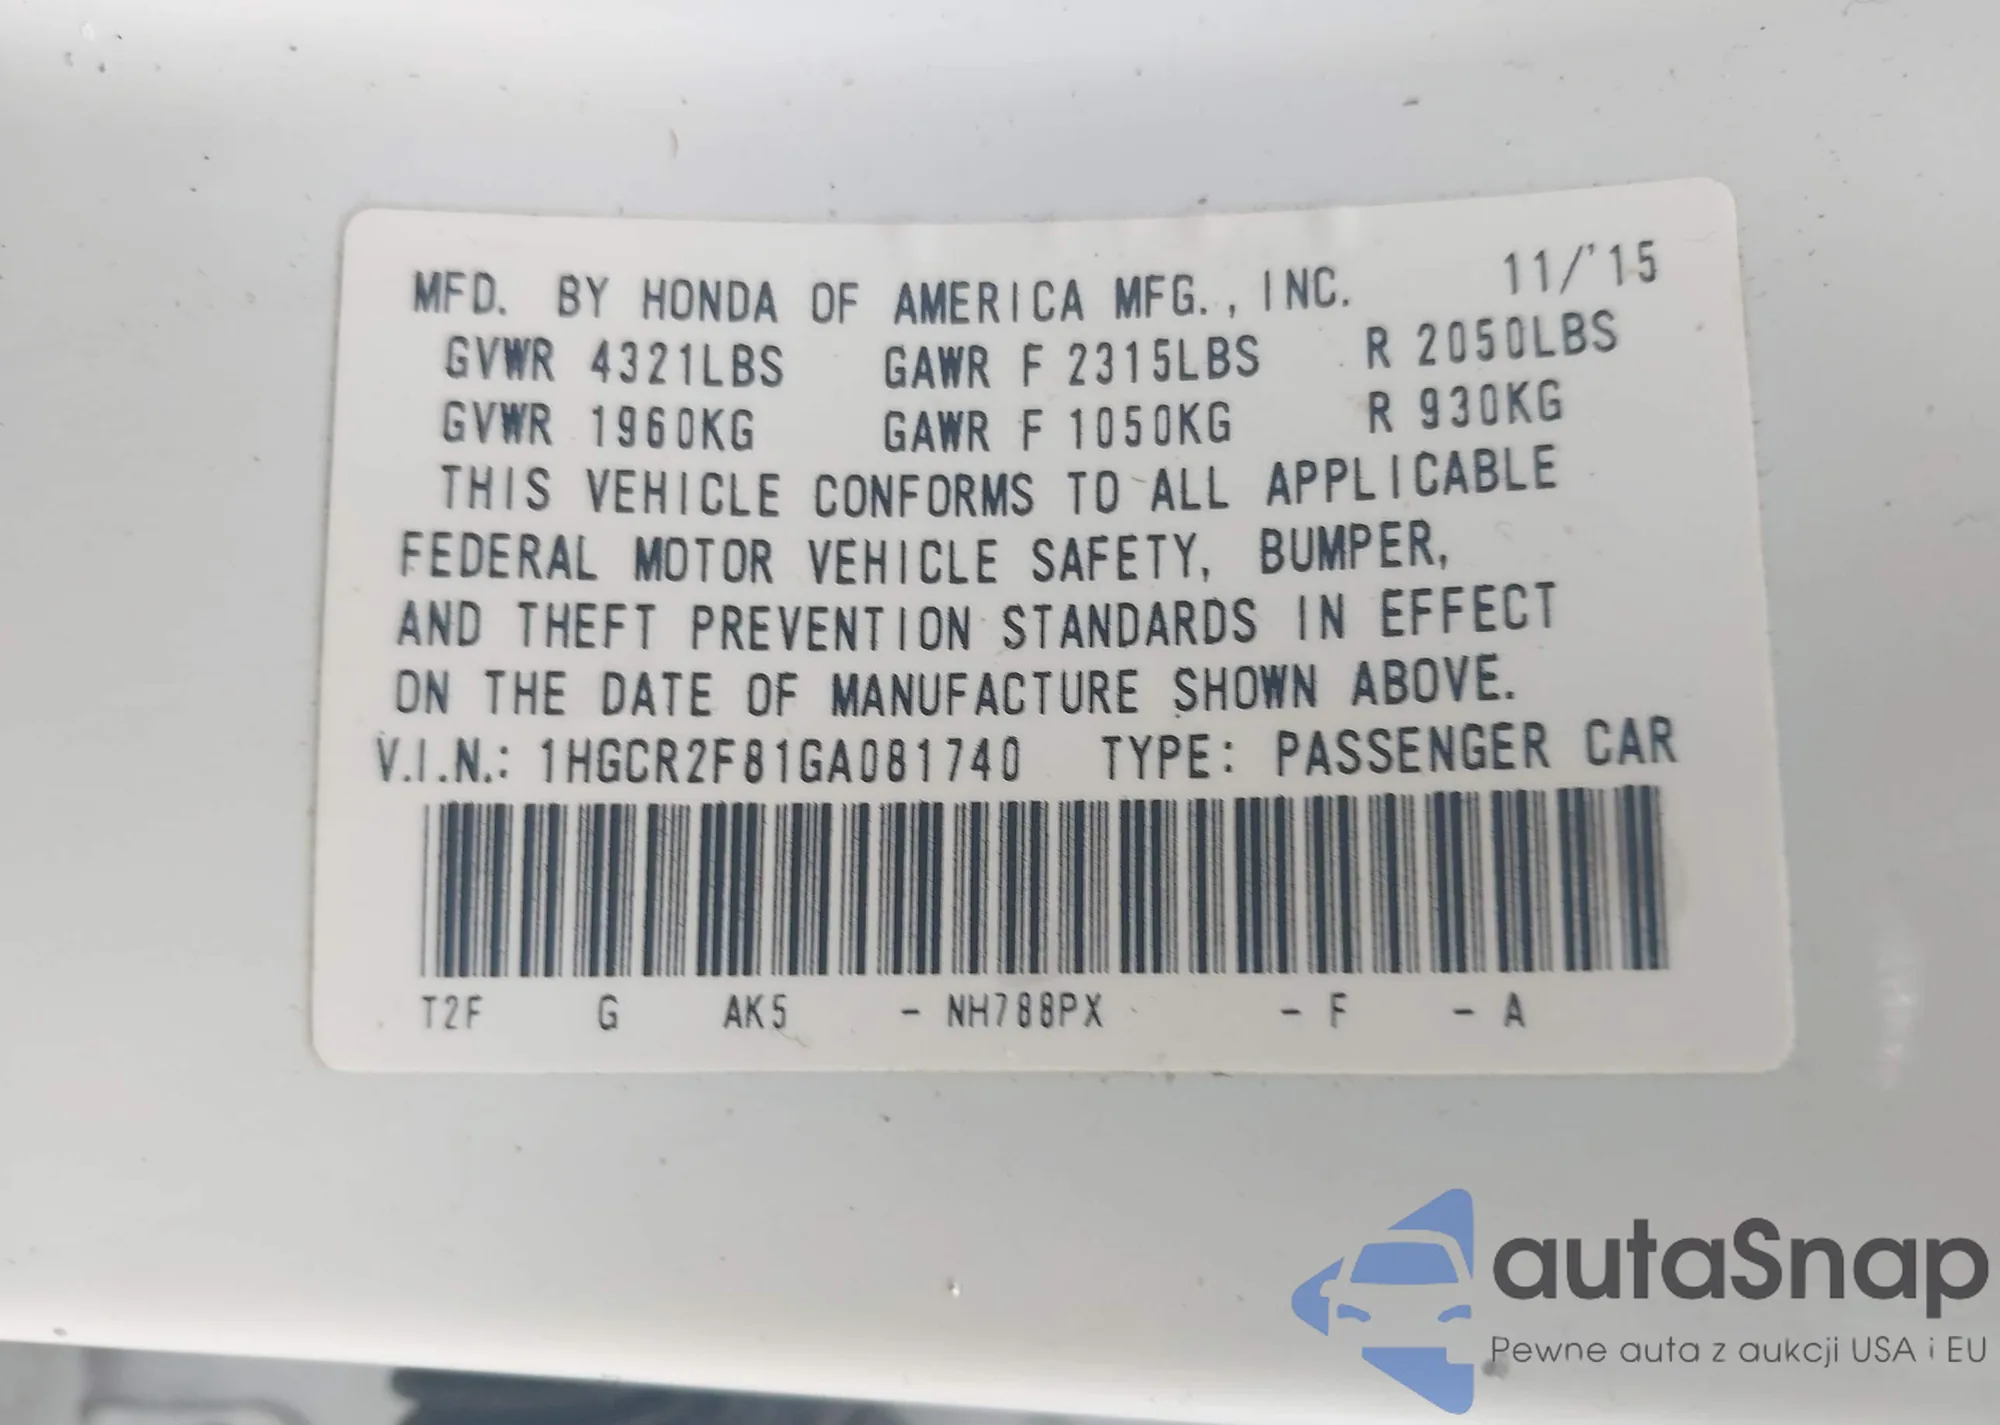 MFD. BY HONDA OF AMERICA MFG., INC. 11/'15
GVWR 4321LBS GAWR F 2315LBS R 2050LBS
GVWR 1960KG GAWR F 1050KG R 930KG
THIS VEHICLE CONFORMS TO ALL APPLICABLE
FEDERAL MOTOR VEHICLE SAFETY, BUMPER,
AND THEFT PREVENTION STANDARDS IN EFFECT
ON THE DATE OF MANUFACTURE SHOWN ABOVE.
V.I.N.: 1HGCR2F81GA081740 TYPE: PASSENGER CAR
T2F G AK5 - NH788PX - F - A
autaSnap
Pewne auta z aukcji USA i EU